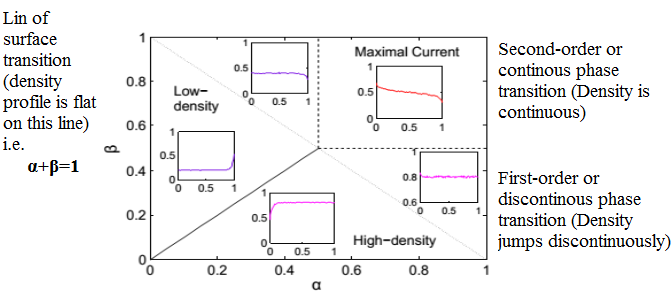 Lin of
surface
transition
(density
profile is flat
on this line)
i.e.
α+β=1
Second-order or
continous phase
transition (Density is
continuous)
First-order or
discontinous phase
transition (Density
jumps discontinuously)
Maximal Current
Low-
density
High-density
β
α
1
0.8
0.6
0.4
0.2
0
0
0.2
0.4
0.6
0.8
1
1
0.5
0
0
0.5
1
1
0.5
0
0
0.5
1
1
0.5
0
0
0.5
1
1
0.5
0
0
0.5
1
1
0.8
0.6
0
0.5
1